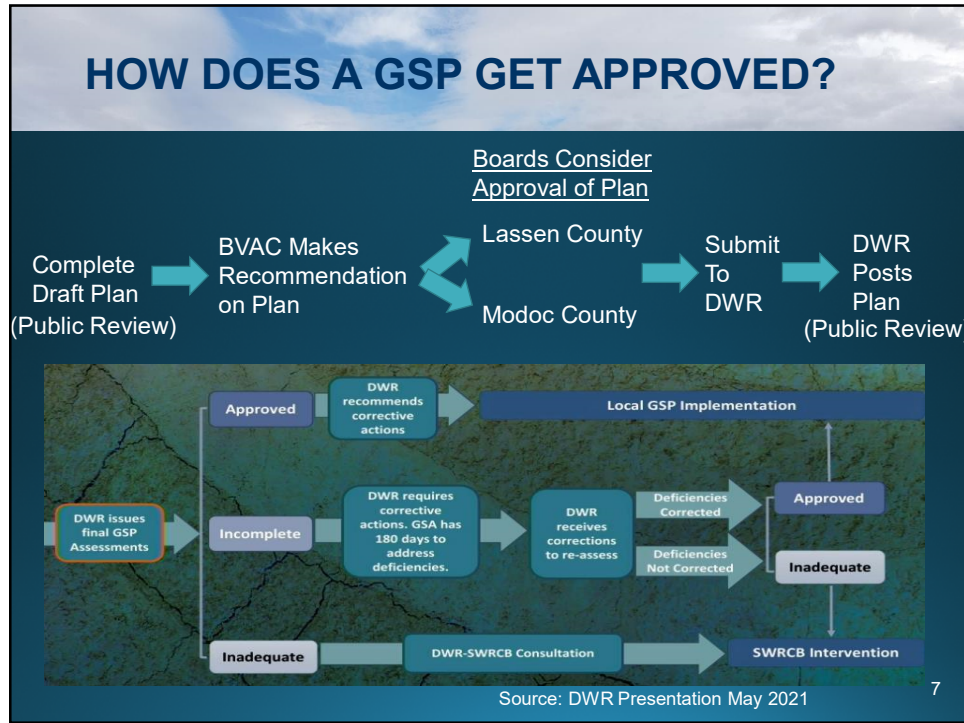 HOW DOES A GSP GET APPROVED?
Boards Consider
Approval of Plan
Complete
Draft Plan
(Public Review)
BVAC Makes
Recommendation
on Plan
Lassen County
Modoc County
Submit
To
DWR
DWR
Posts
Plan
(Public Review)
DWR issues
final GSP
Assessments
Approved
DWR
recommends
corrective
actions
Local GSP Implementation
Incomplete
DWR requires
corrective
actions. GSA has
180 days to
address
deficiencies.
DWR
receives
corrections
to re-assess
Deficiencies
Corrected
Deficiencies
Not Corrected
Approved
Inadequate
Inadequate
DWR-SWRCB Consultation
SWRCB Intervention
Source: DWR Presentation May 2021
7